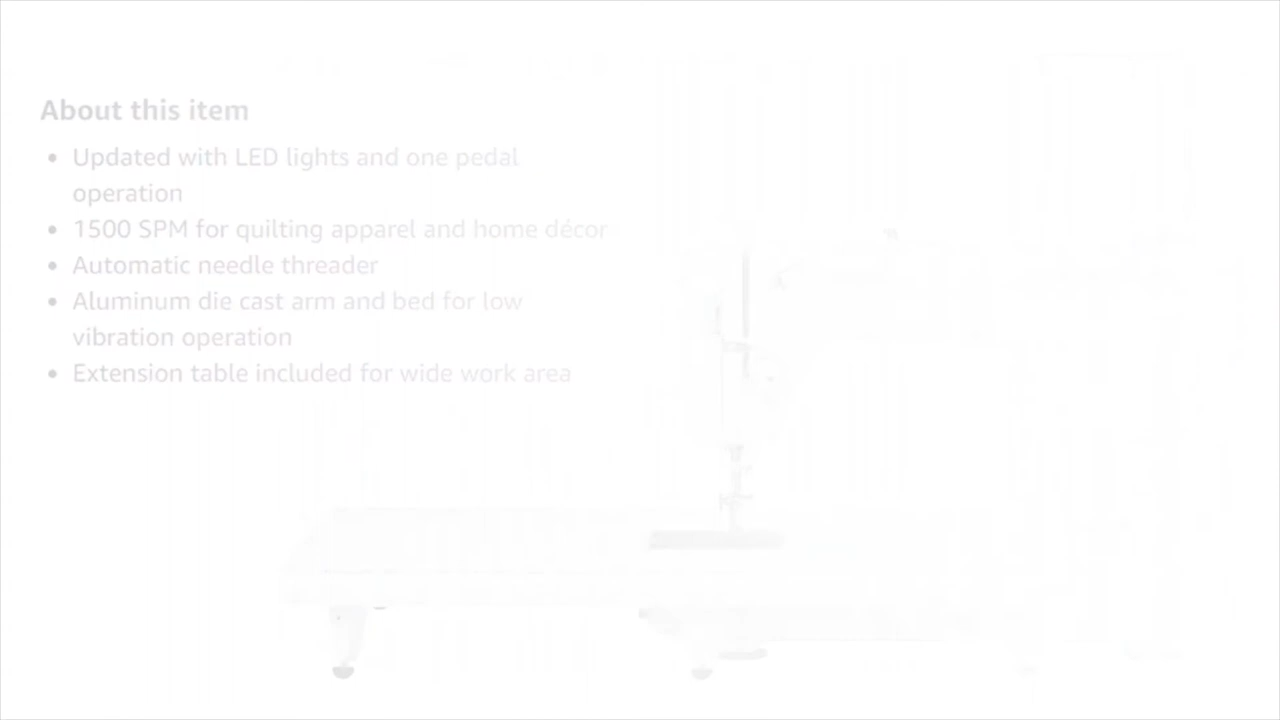 About this item
• Updated with LED lights and one pedal
operation
• 1500 SPM for quilting apparel and home décor
• Automatic needle threader
• Aluminum die cast arm and bed for low
vibration operation
• Extension table included for wide work area